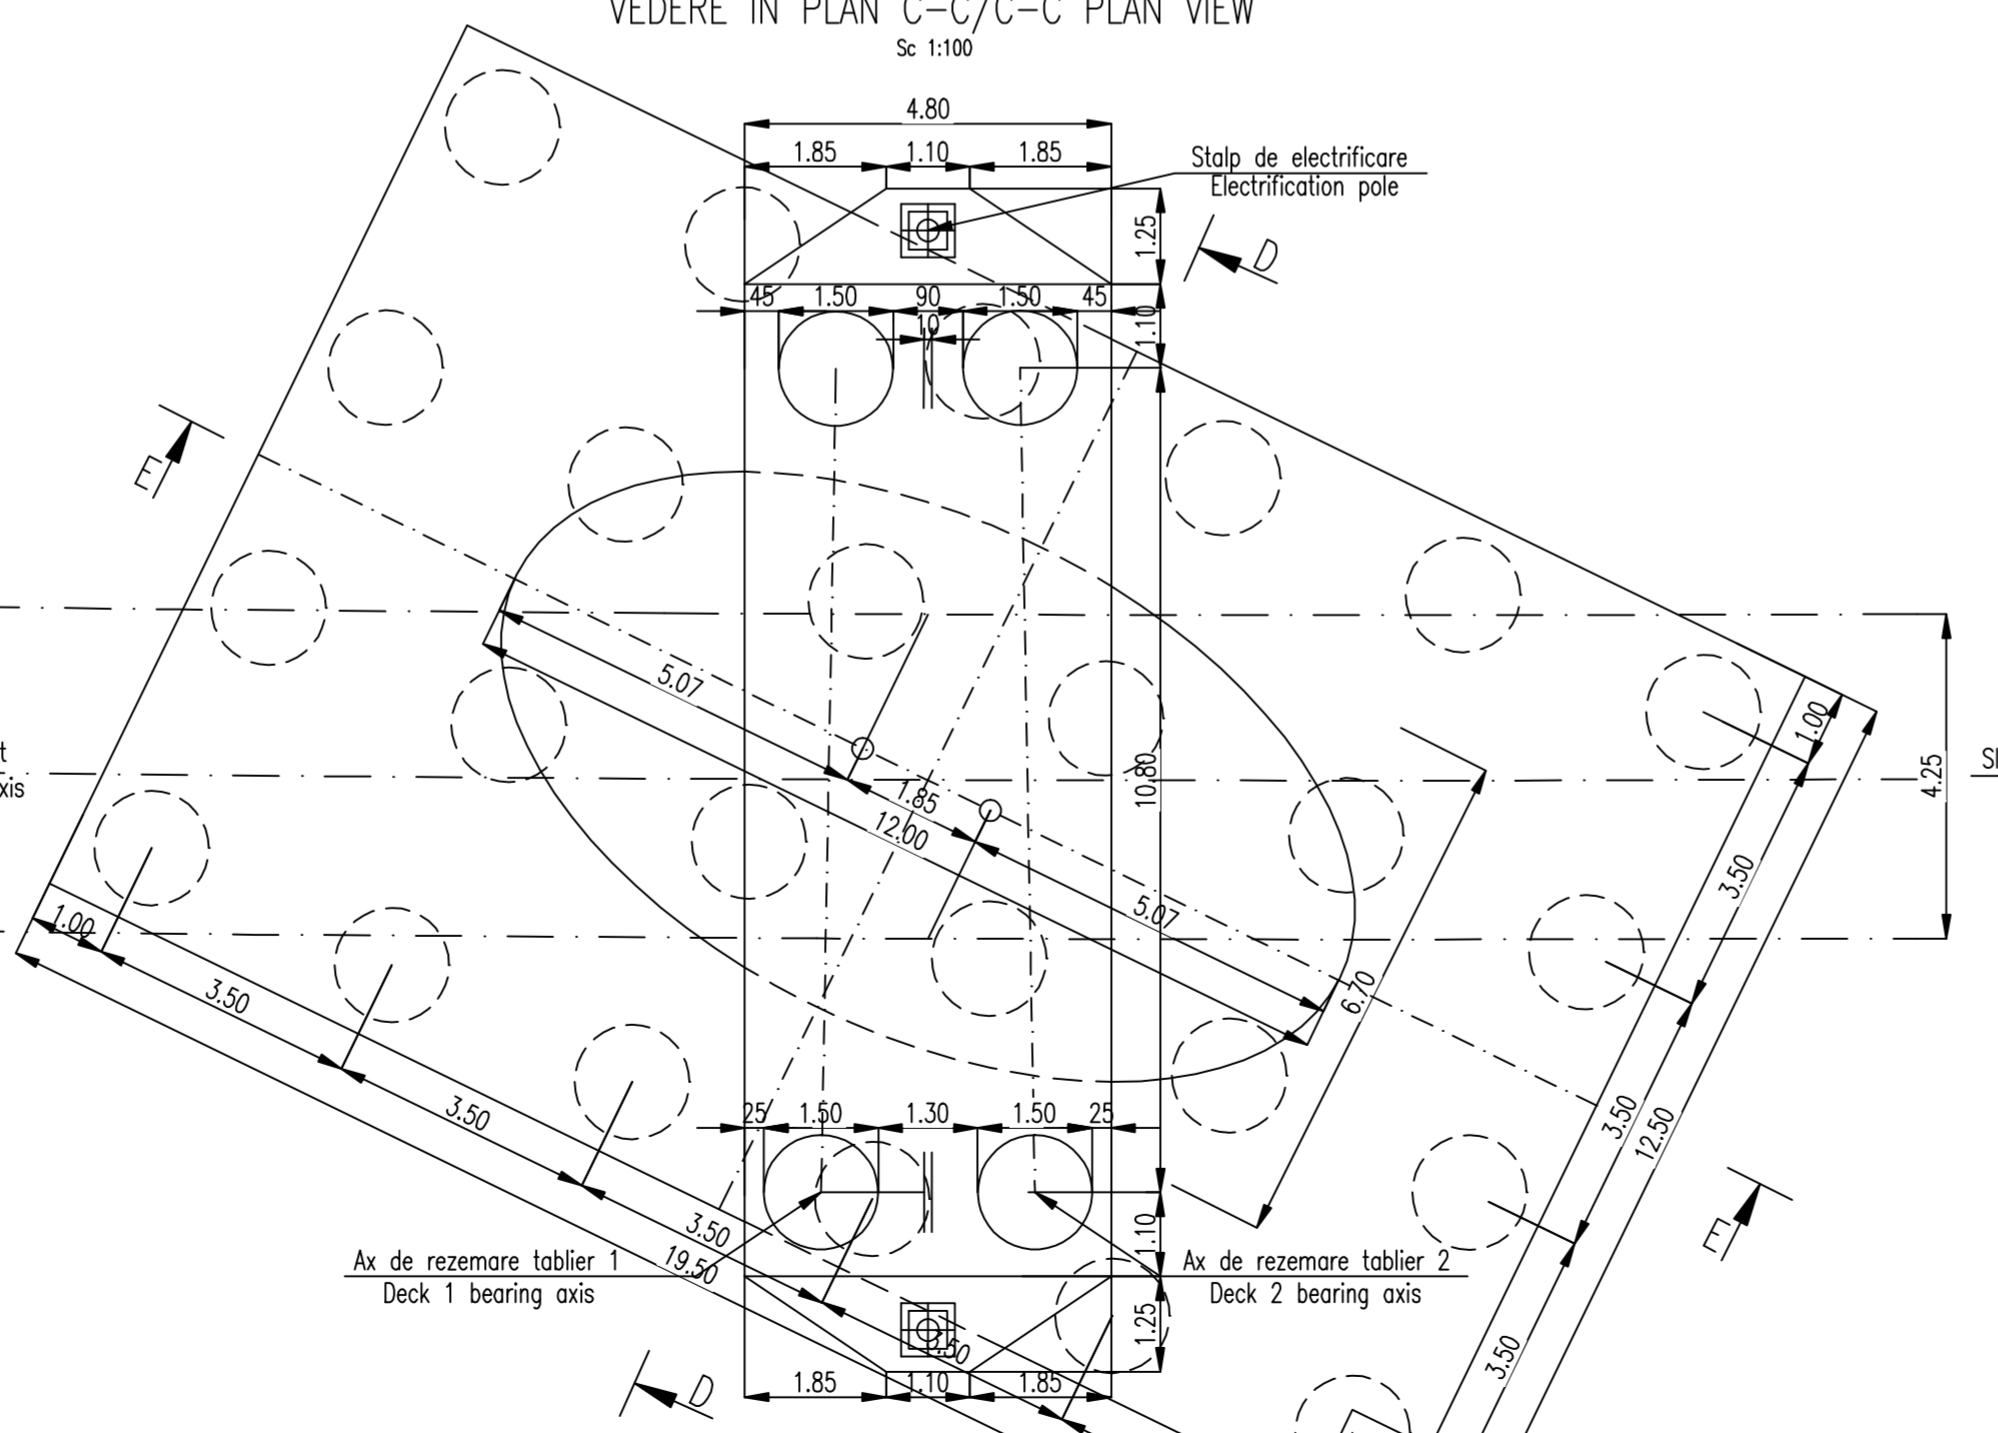 VEDERE IN PLAN C-C/C-C PLAN VIEW
Sc 1:100
4.80
1.85 1.10 1.85
Stalp de electrificare
Electrification pole
1.25
D
45 1.50 90 1.50 45
10
1.10
E
5.07
1.00
t
xis
1.85
12.00
10.80
4.25
Sl
3.50
5.07
1.00
3.50
6.70
3.50
3.50
12.50
25 1.50 1.30 1.50 25
3.50
19.50
1.10
E
Ax de rezemare tablier 1
Deck 1 bearing axis
Ax de rezemare tablier 2
Deck 2 bearing axis
1.25
3.50
3.50
D
1.85 1.10 1.85